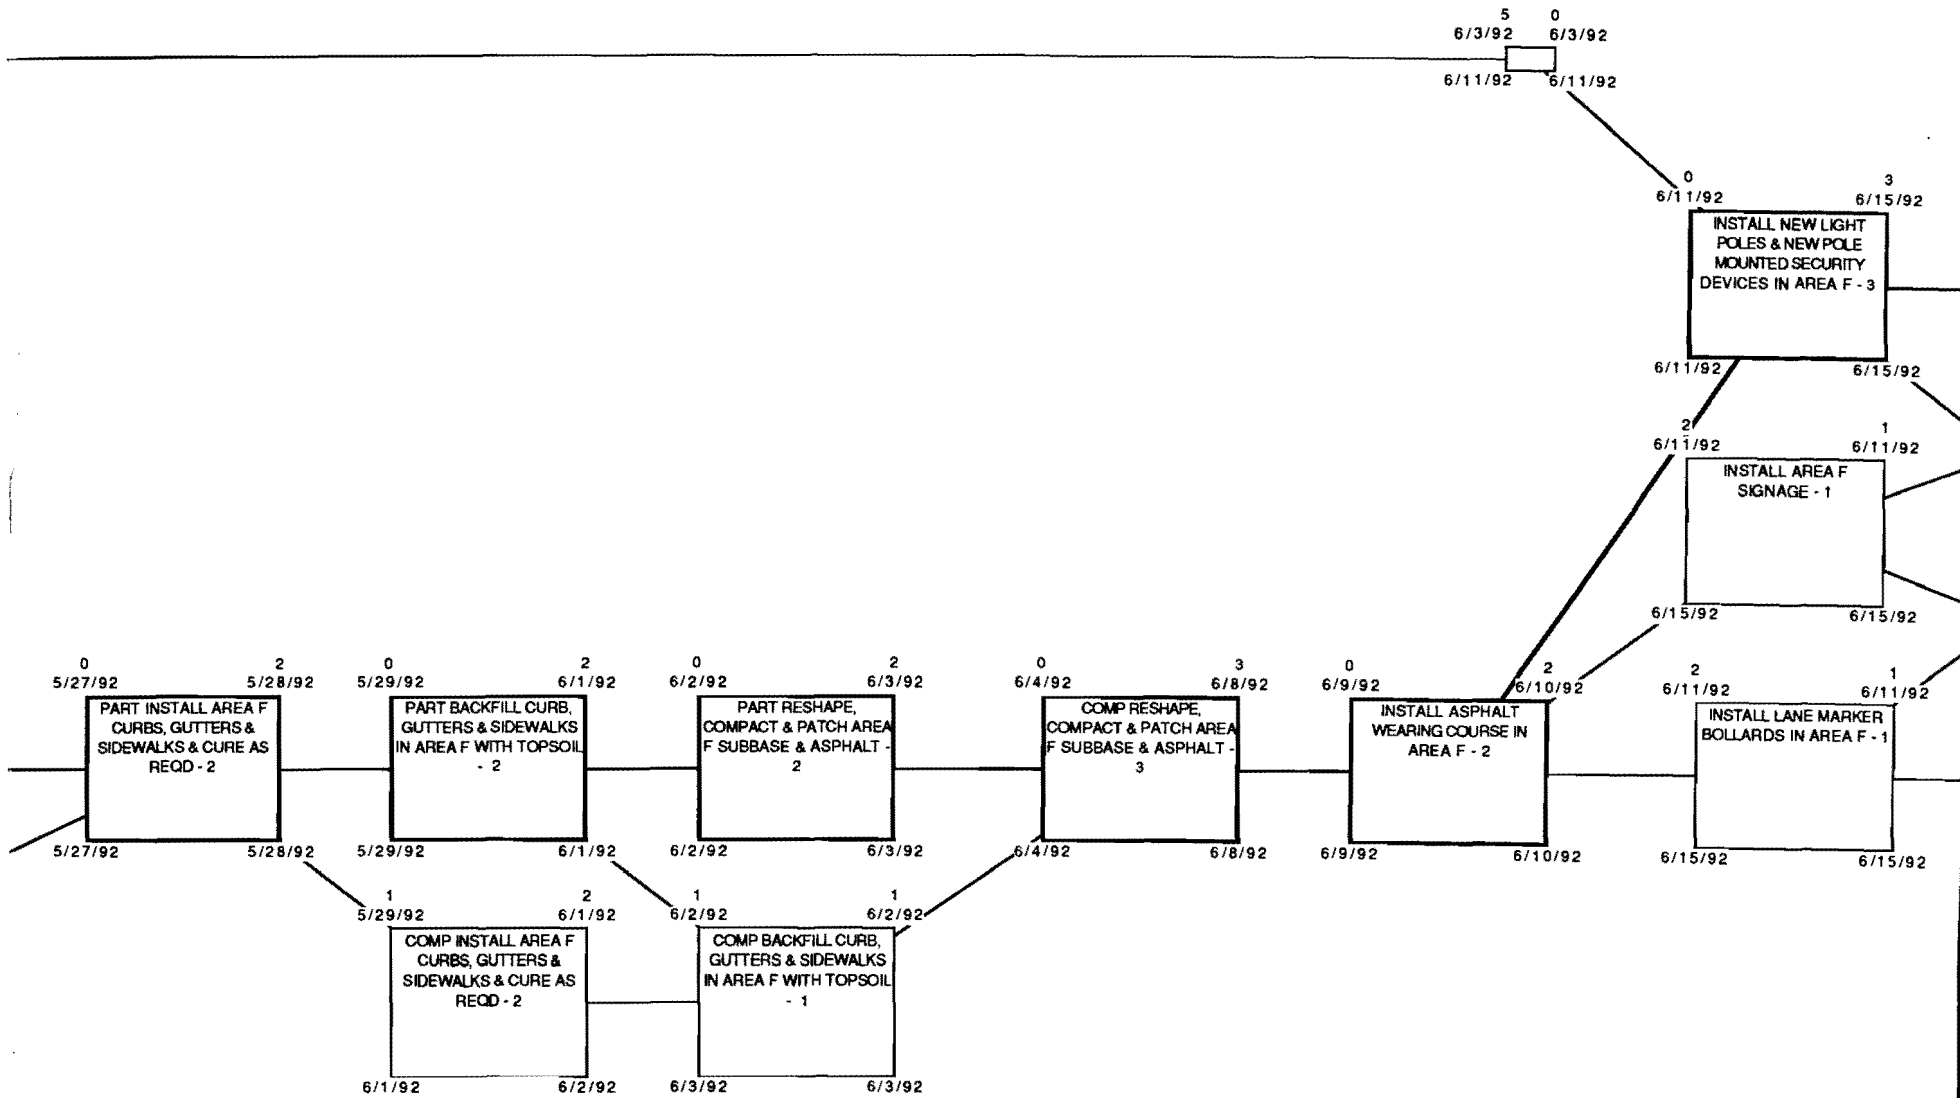 5 0
6/3/92 6/3/92
6/11/92 6/11/92
0 3
6/11/92 6/15/92
INSTALL NEW LIGHT
POLES & NEW POLE
MOUNTED SECURITY
DEVICES IN AREA F - 3
6/11/92 6/15/92
2 1
6/11/92 6/11/92
INSTALL AREA F
SIGNAGE - 1
6/15/92 6/15/92
0 2
5/27/92 5/28/92
PART INSTALL AREA F
CURBS, GUTTERS &
SIDEWALKS & CURE AS
REQD - 2
5/27/92 5/28/92
0 2
5/29/92 6/1/92
PART BACKFILL CURB,
GUTTERS & SIDEWALKS
IN AREA F WITH TOPSOIL
- 2
5/29/92 6/1/92
0 2
6/2/92 6/3/92
PART RESHAPE,
COMPACT & PATCH AREA
F SUBBASE & ASPHALT -
2
6/2/92 6/3/92
0 3
6/4/92 6/8/92
COMP RESHAPE,
COMPACT & PATCH AREA
F SUBBASE & ASPHALT -
3
6/4/92 6/8/92
0 2
6/9/92 6/10/92
INSTALL ASPHALT
WEARING COURSE IN
AREA F - 2
6/9/92 6/10/92
2 1
6/11/92 6/11/92
INSTALL LANE MARKER
BOLLARDS IN AREA F - 1
6/15/92 6/15/92
1 2
5/29/92 6/1/92
COMP INSTALL AREA F
CURBS, GUTTERS &
SIDEWALKS & CURE AS
REQD - 2
6/1/92 6/2/92
1 1
6/2/92 6/2/92
COMP BACKFILL CURB,
GUTTERS & SIDEWALKS
IN AREA F WITH TOPSOIL
- 1
6/3/92 6/3/92